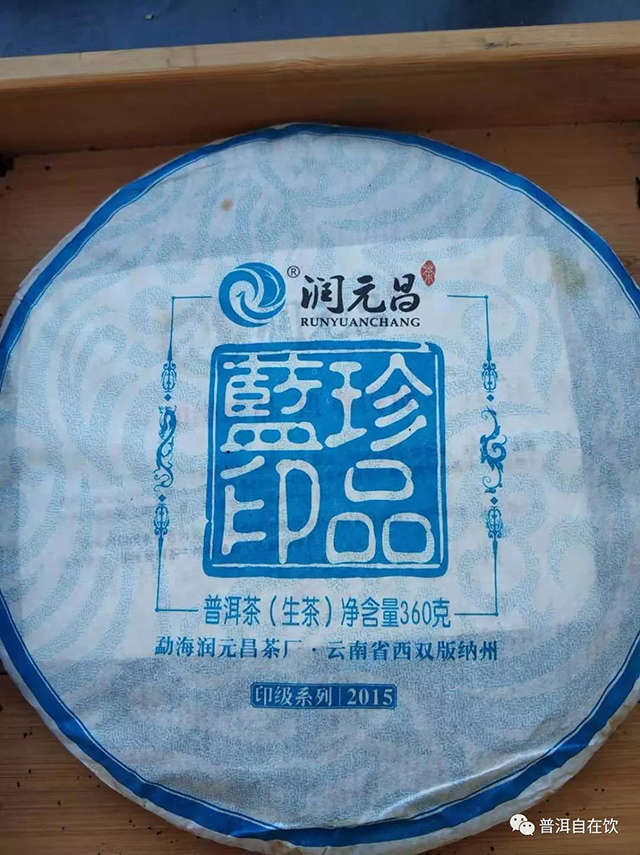 ®润元昌 茶
RUNYUANCHANG
珍品
藍印
普洱茶（生茶）净含量360克
勐海润元昌茶厂·云南省西双版纳州
印级系列|2015
普洱自在饮